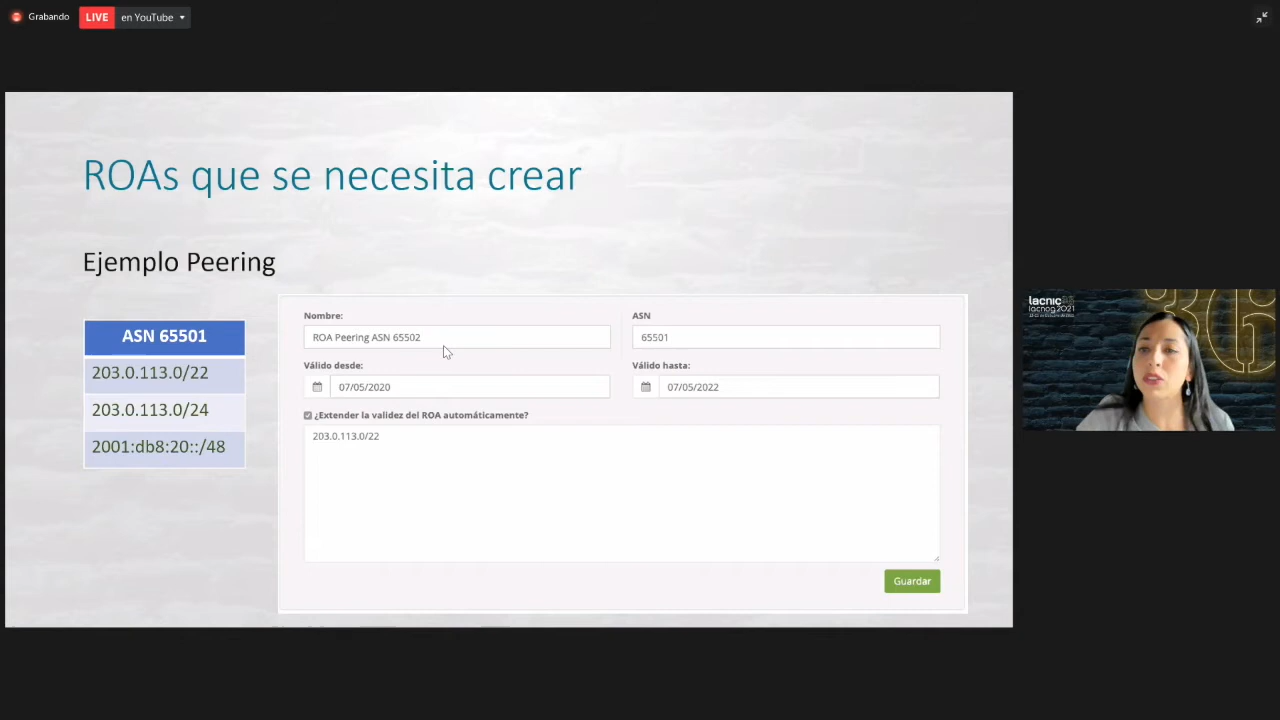 Grabando
LIVE en YouTube
ROAs que se necesita crear
Ejemplo Peering
ASN 65501
203.0.113.0/22
203.0.113.0/24
2001:db8:20::/48
Nombre:
ROA Peering ASN 65502
ASN
65501
Válido desde:
07/05/2020
Válido hasta:
07/05/2022
¿Extender la validez del ROA automáticamente?
203.0.113.0/22
Guardar
lacnic
lacnog 2021